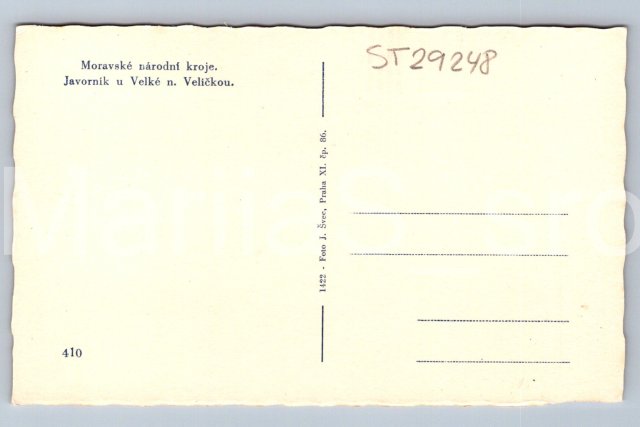 Moravské národní kroje.
Javorník u Velké n. Veličkou.
ST29248
1422 - Foto J. Švec, Praha XI. čp. 86.
410